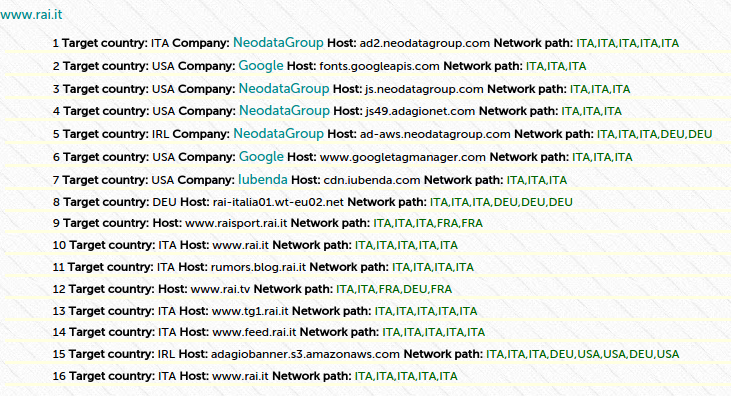 www.rai.it
1 Target country: ITA Company: NeodataGroup Host: ad2.neodatagroup.com Network path: ITA,ITA,ITA,ITA,ITA
2 Target country: USA Company: Google Host: fonts.googleapis.com Network path: ITA,ITA,ITA
3 Target country: USA Company: NeodataGroup Host: js.neodatagroup.com Network path: ITA,ITA,ITA
4 Target country: USA Company: NeodataGroup Host: js49.adagionet.com Network path: ITA,ITA,ITA
5 Target country: IRL Company: NeodataGroup Host: ad-aws.neodatagroup.com Network path: ITA,ITA,ITA,DEU,DEU
6 Target country: USA Company: Google Host: www.googletagmanager.com Network path: ITA,ITA,ITA
7 Target country: USA Company: Iubenda Host: cdn.iubenda.com Network path: ITA,ITA,ITA
8 Target country: DEU Host: rai-italia01.wt-eu02.net Network path: ITA,ITA,ITA,DEU,DEU,DEU
9 Target country: Host: www.raisport.rai.it Network path: ITA,ITA,ITA,FRA,FRA
10 Target country: ITA Host: www.rai.it Network path: ITA,ITA,ITA,ITA,ITA
11 Target country: ITA Host: rumors.blog.rai.it Network path: ITA,ITA,ITA,ITA
12 Target country: Host: www.rai.tv Network path: ITA,ITA,FRA,DEU,FRA
13 Target country: ITA Host: www.tg1.rai.it Network path: ITA,ITA,ITA,ITA,ITA
14 Target country: ITA Host: www.feed.rai.it Network path: ITA,ITA,ITA,ITA,ITA
15 Target country: IRL Host: adagiobanner.s3.amazonaws.com Network path: ITA,ITA,ITA,DEU,USA,USA,DEU,USA
16 Target country: ITA Host: www.rai.it Network path: ITA,ITA,ITA,ITA,ITA